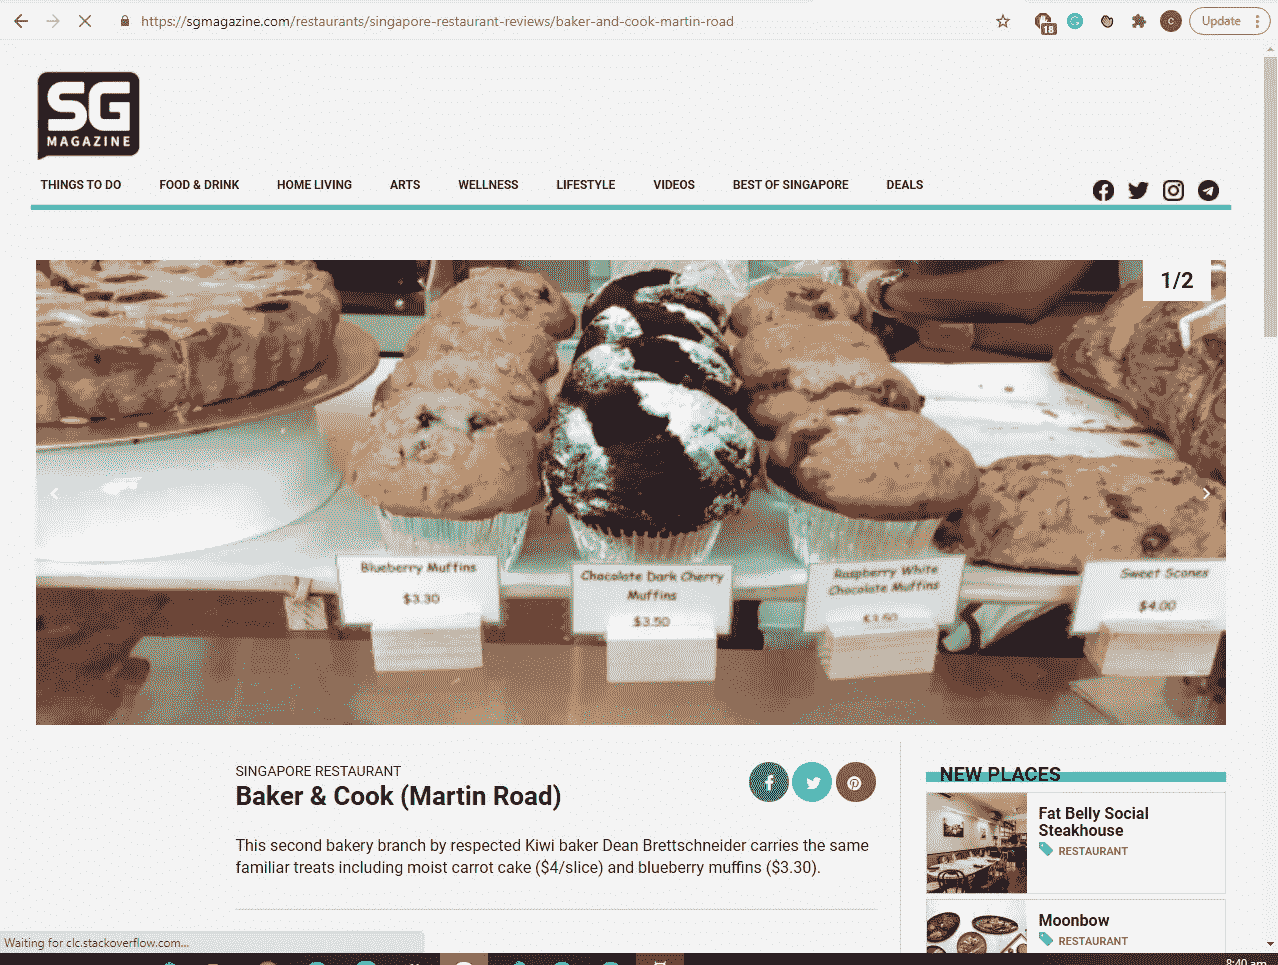 https://sgmagazine.com/restaurants/singapore-restaurant-reviews/baker-and-cook-martin-road
18
C
Update
SG
MAGAZINE
THINGS TO DO FOOD & DRINK HOME LIVING ARTS WELLNESS LIFESTYLE VIDEOS BEST OF SINGAPORE DEALS
1/2
Blueberry Muffins
$3.30
Chocolate Dark Cherry
Muffins
$3.50
Raspberry White
Chocolate Muffins
$3.50
Sweet Scones
$4.00
SINGAPORE RESTAURANT
Baker & Cook (Martin Road)
This second bakery branch by respected Kiwi baker Dean Brettschneider carries the same
familiar treats including moist carrot cake ($4/slice) and blueberry muffins ($3.30).
NEW PLACES
Fat Belly Social
Steakhouse
RESTAURANT
Moonbow
RESTAURANT
Waiting for clc.stackoverflow.com...
8:40 am